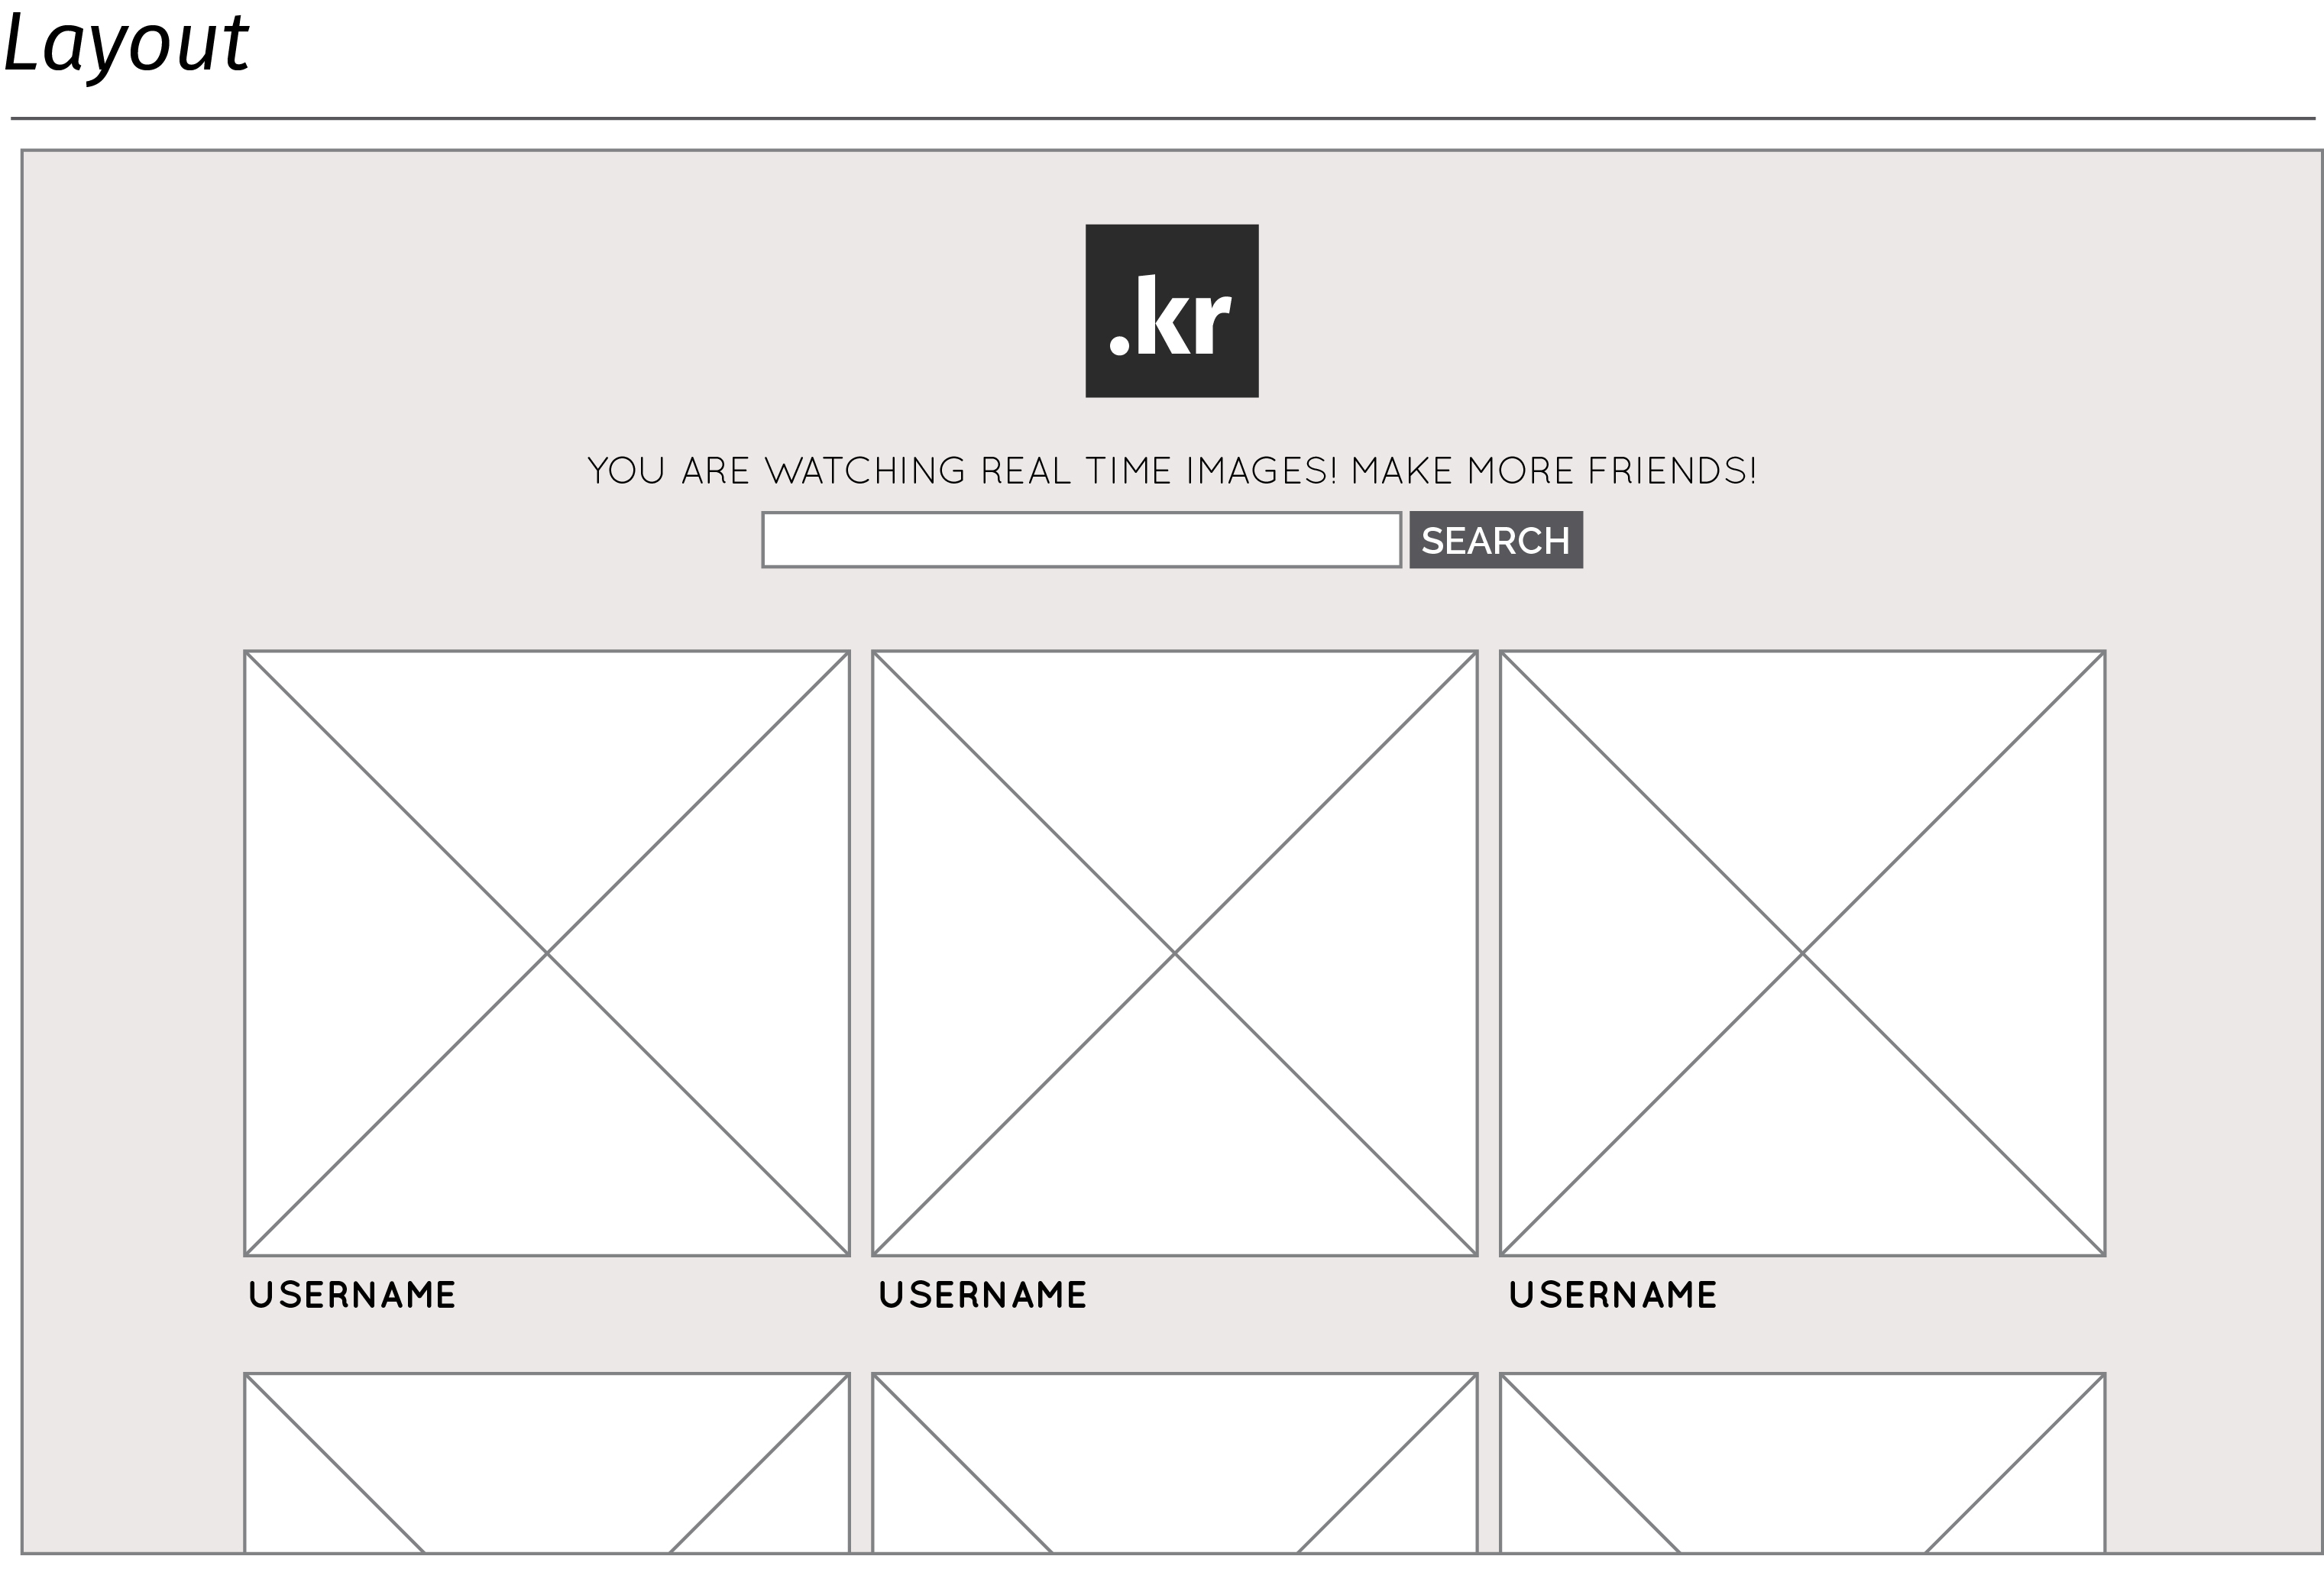 Layout
.kr
YOU ARE WATCHING REAL TIME IMAGES! MAKE MORE FRIENDS!
SEARCH
USERNAME USERNAME USERNAME